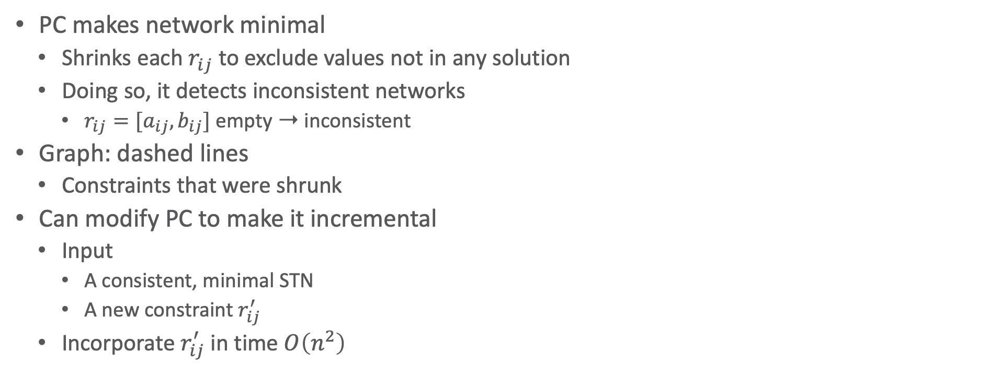 • PC makes network minimal
• Shrinks each r_{ij} to exclude values not in any solution
• Doing so, it detects inconsistent networks
• r_{ij} = [a_{ij}, b_{ij}] empty → inconsistent
• Graph: dashed lines
• Constraints that were shrunk
• Can modify PC to make it incremental
• Input
• A consistent, minimal STN
• A new constraint r'_{ij}
• Incorporate r'_{ij} in time O(n²)